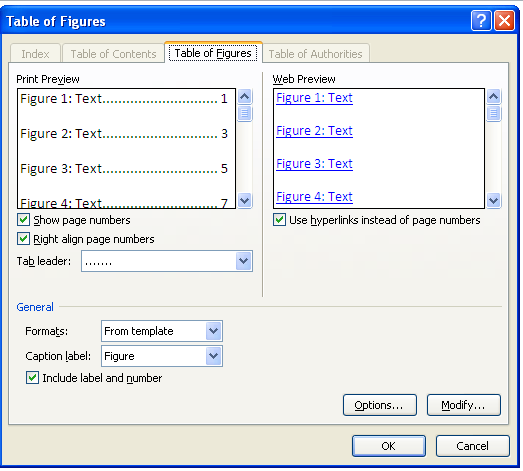 Table of Figures
Index
Table of Contents
Table of Figures
Table of Authorities
Print Preview
Figure 1: Text............................. 1
Figure 2: Text............................. 3
Figure 3: Text............................. 5
Figure 4: Text............................. 7
Show page numbers
Right align page numbers
Tab leader: .......
Web Preview
Figure 1: Text
Figure 2: Text
Figure 3: Text
Figure 4: Text
Use hyperlinks instead of page numbers
General
Formats: From template
Caption label: Figure
Include label and number
Options... Modify...
OK Cancel